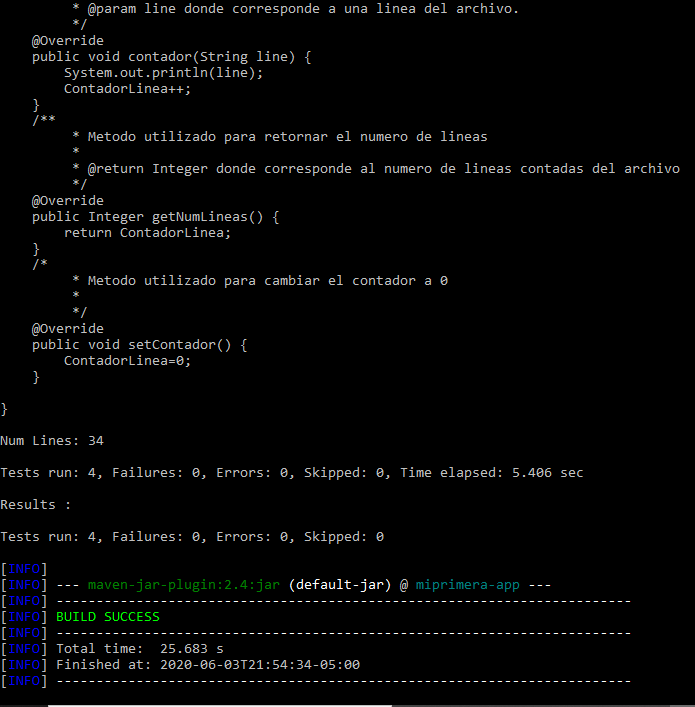 * @param line donde corresponde a una linea del archivo.
*/
@Override
public void contador(String line) {
System.out.println(line);
ContadorLinea++;
}
/**
* Metodo utilizado para retornar el numero de lineas
*
* @return Integer donde corresponde al numero de lineas contadas del archivo
*/
@Override
public Integer getNumLineas() {
return ContadorLinea;
}
/*
* Metodo utilizado para cambiar el contador a 0
*
*/
@Override
public void setContador() {
ContadorLinea=0;
}
}
Num Lines: 34
Tests run: 4, Failures: 0, Errors: 0, Skipped: 0, Time elapsed: 5.406 sec
Results :
Tests run: 4, Failures: 0, Errors: 0, Skipped: 0
[INFO]
[INFO] --- maven-jar-plugin:2.4:jar (default-jar) @ miprimera-app ---
[INFO] ------------------------------------------------------------------------
[INFO] BUILD SUCCESS
[INFO] ------------------------------------------------------------------------
[INFO] Total time:  25.683 s
[INFO] Finished at: 2020-06-03T21:54:34-05:00
[INFO] ------------------------------------------------------------------------